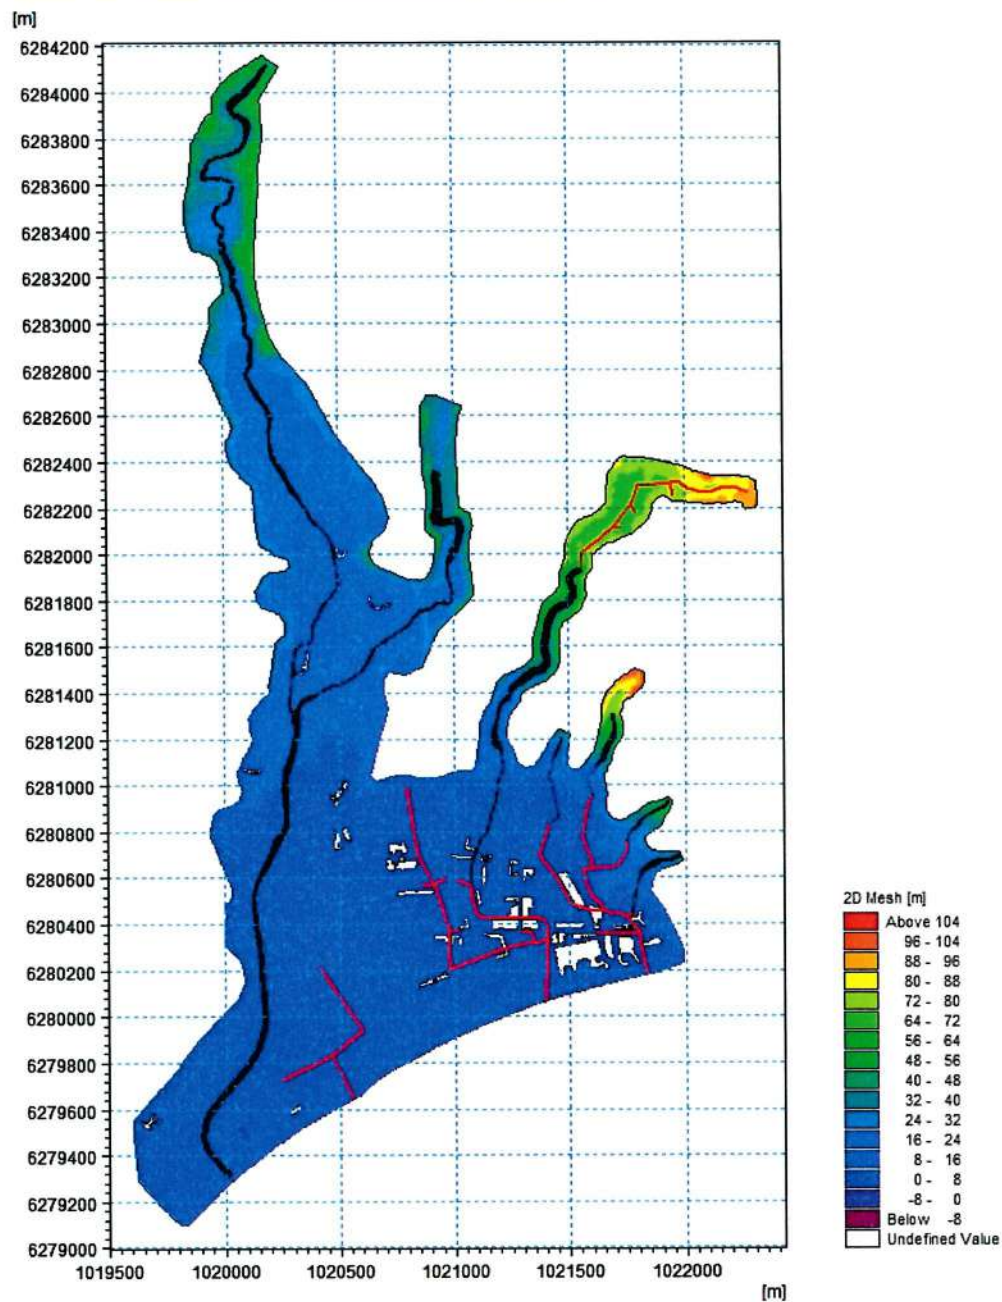 [m]
6284200
6284000
6283800
6283600
6283400
6283200
6283000
6282800
6282600
6282400
6282200
6282000
6281800
6281600
6281400
6281200
6281000
6280800
6280600
6280400
6280200
6280000
6279800
6279600
6279400
6279200
6279000
1019500 1020000 1020500 1021000 1021500 1022000
[m]
2D Mesh [m]
Above 104
96 - 104
88 - 96
80 - 88
72 - 80
64 - 72
56 - 64
48 - 56
40 - 48
32 - 40
24 - 32
16 - 24
8 - 16
0 - 8
-8 - 0
Below -8
Undefined Value